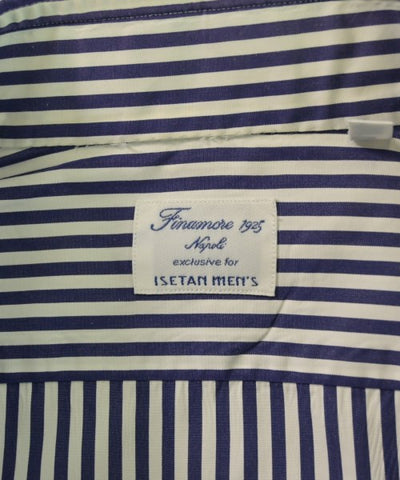 Finamore 1925
Napoli
exclusive for
ISETAN MEN'S